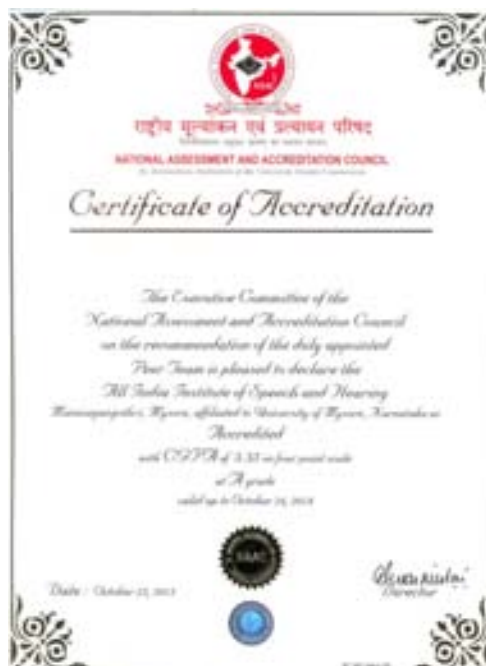 राष्ट्रीय मूल्यांकन एवं प्रत्यायन परिषद
NATIONAL ASSESSMENT AND ACCREDITATION COUNCIL
Certificate of Accreditation
The Executive Committee of the
National Assessment and Accreditation Council
on the recommendation of the duly appointed
Peer Team is pleased to declare the
All India Institute of Speech and Hearing
Mysore, affiliated to University of Mysore, Karnataka as
Accredited
with CGPA of on four point scale
at A grade
valid up to October
Date : October
Director